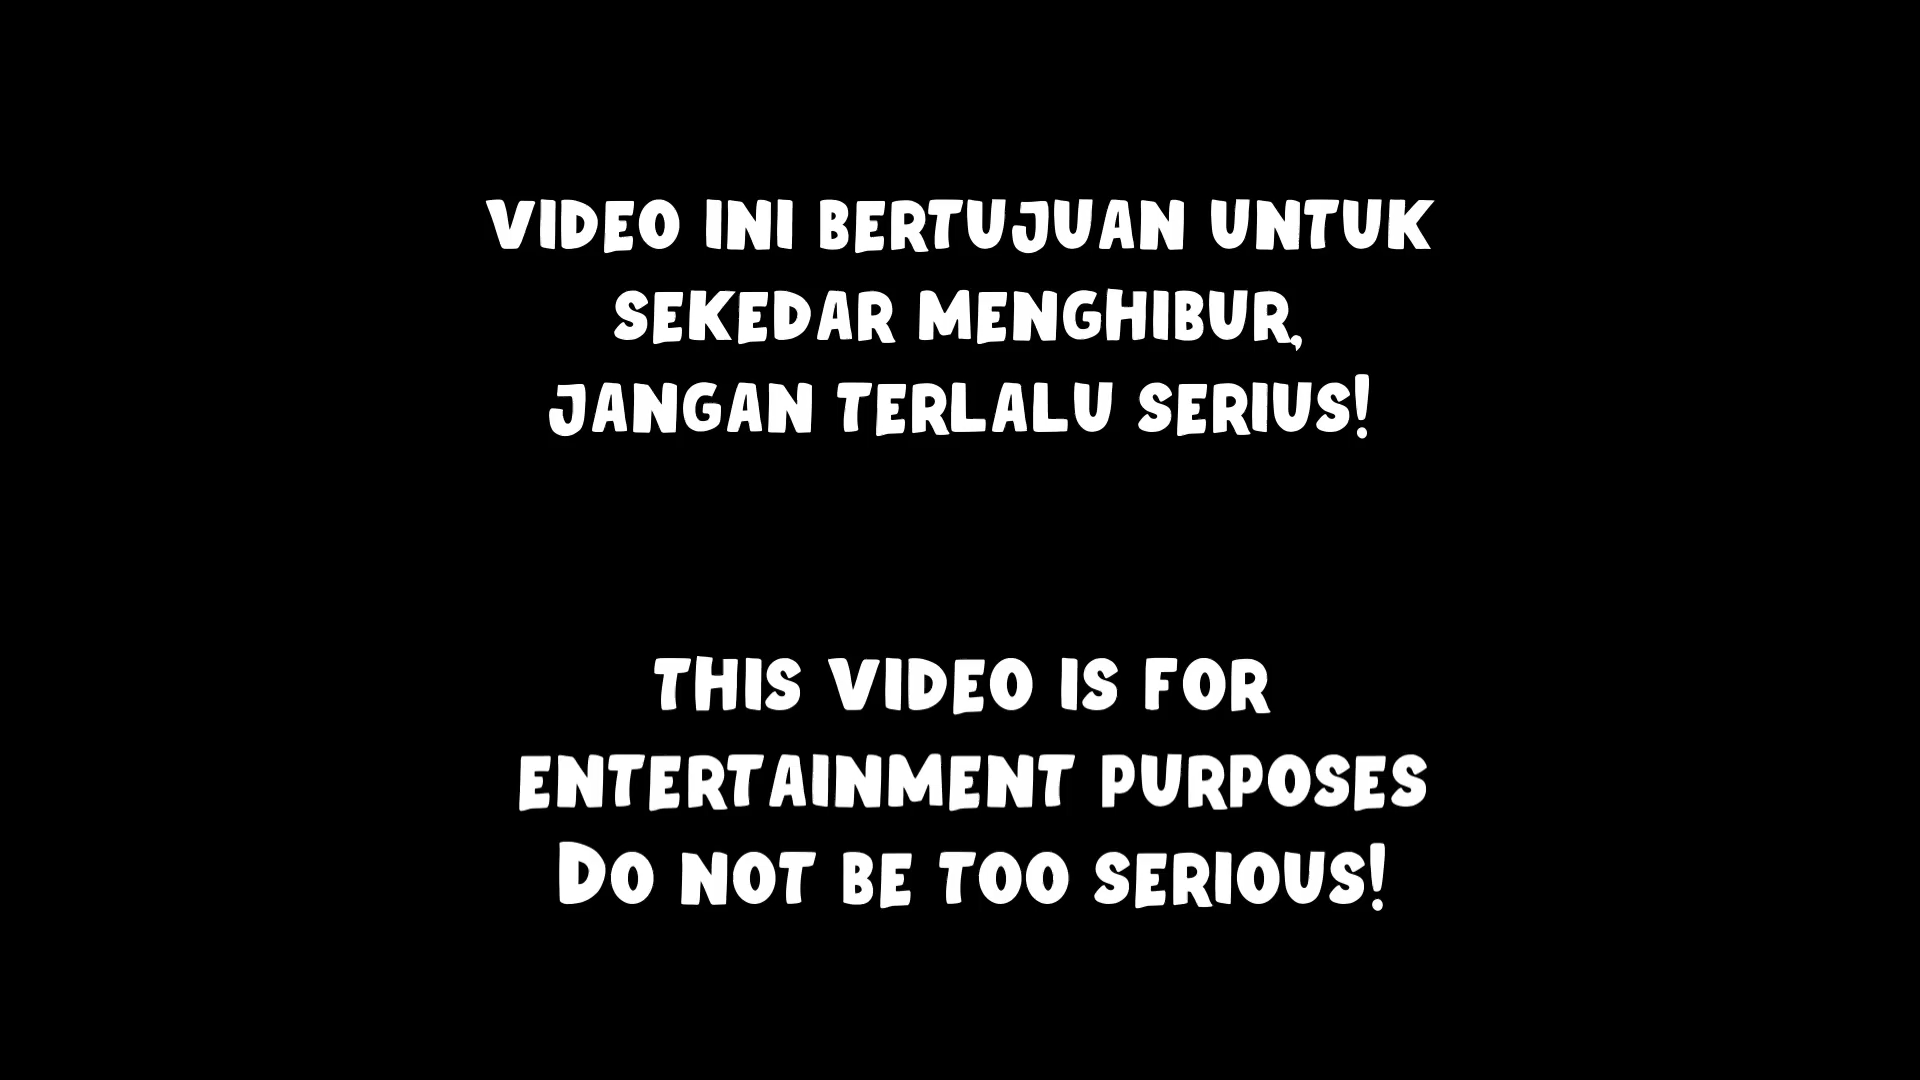 VIDEO INI BERTUJUAN UNTUK
SEKEDAR MENGHIBUR,
JANGAN TERLALU SERIUS!
THIS VIDEO IS FOR
ENTERTAINMENT PURPOSES
DO NOT BE TOO SERIOUS!